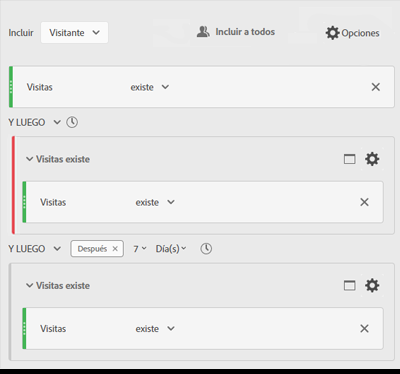 Incluir Visitante Incluir a todos Opciones
Visitas existe
Y LUEGO
Visitas existe
Visitas existe
Y LUEGO Después 7 Día(s)
Visitas existe
Visitas existe